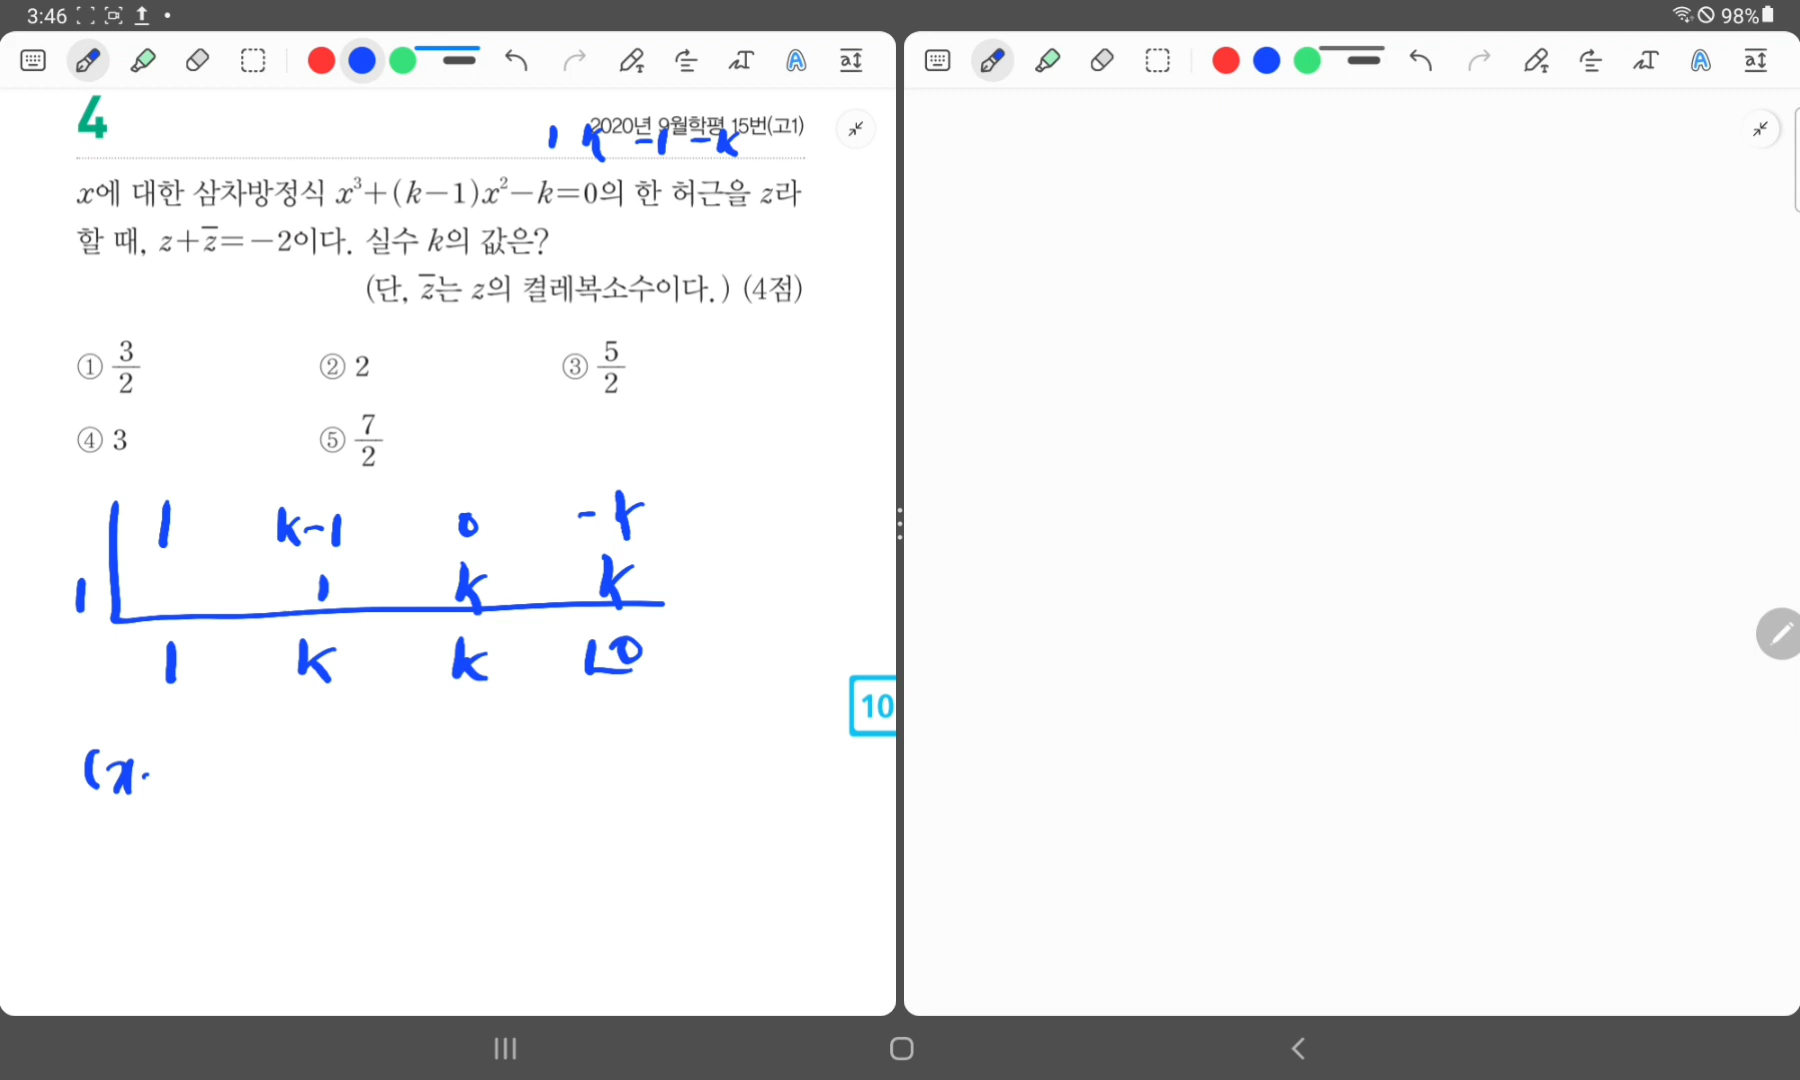 3:46 98%
4
2020년 9월학평 15번(고1)
1 k -1 -k
x에 대한 삼차방정식 x³+(k-1)x²-k=0의 한 허근을 z라
할 때, z+z̅=-2이다. 실수 k의 값은?
(단, z̅는 z의 켤레복소수이다.) (4점)
① 3/2 ② 2 ③ 5/2
④ 3 ⑤ 7/2
1 k-1 0 -k
1 1 k k
1 k k 0
10
(x-